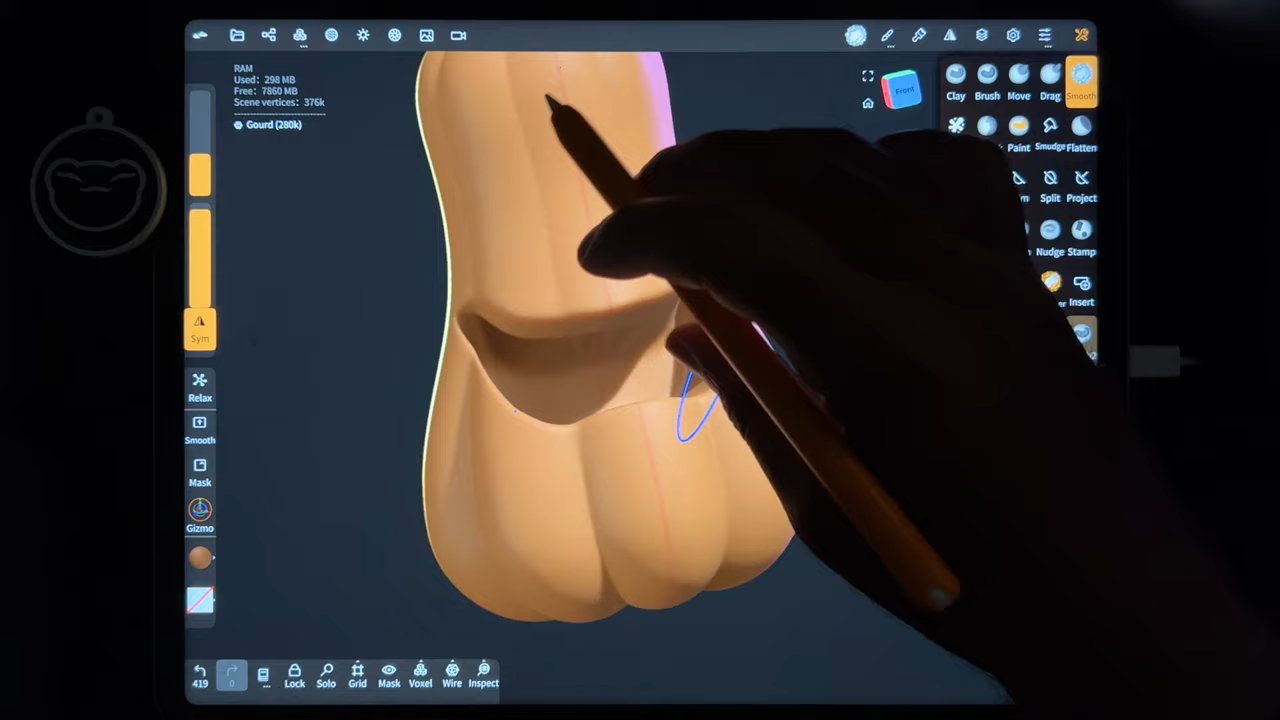 RAM
Used: 298 MB
Free: 7860 MB
Scene vertices: 376k
Gourd (280k)
Front
Clay Brush Move Drag Smooth
Paint Smudge Flatten
Split Project
Nudge Stamp
Insert
Sym
Relax
Smooth
Mask
Gizmo
419
0
Lock Solo Grid Mask Voxel Wire Inspect